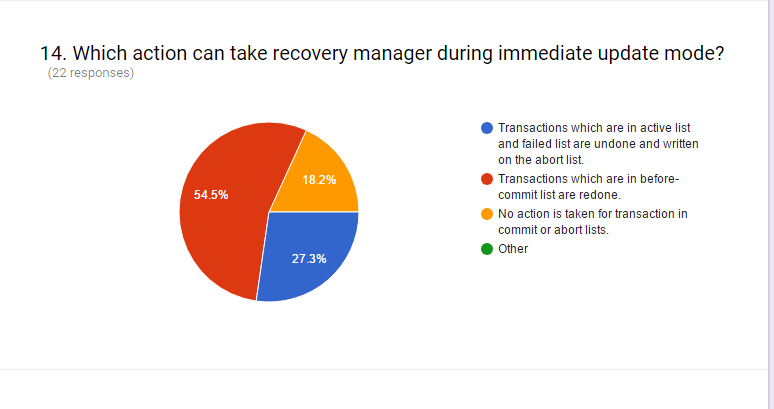 14. Which action can take recovery manager during immediate update mode?
(22 responses)
54.5%
18.2%
27.3%
Transactions which are in active list
and failed list are undone and written
on the abort list.
Transactions which are in before-
commit list are redone.
No action is taken for transaction in
commit or abort lists.
Other